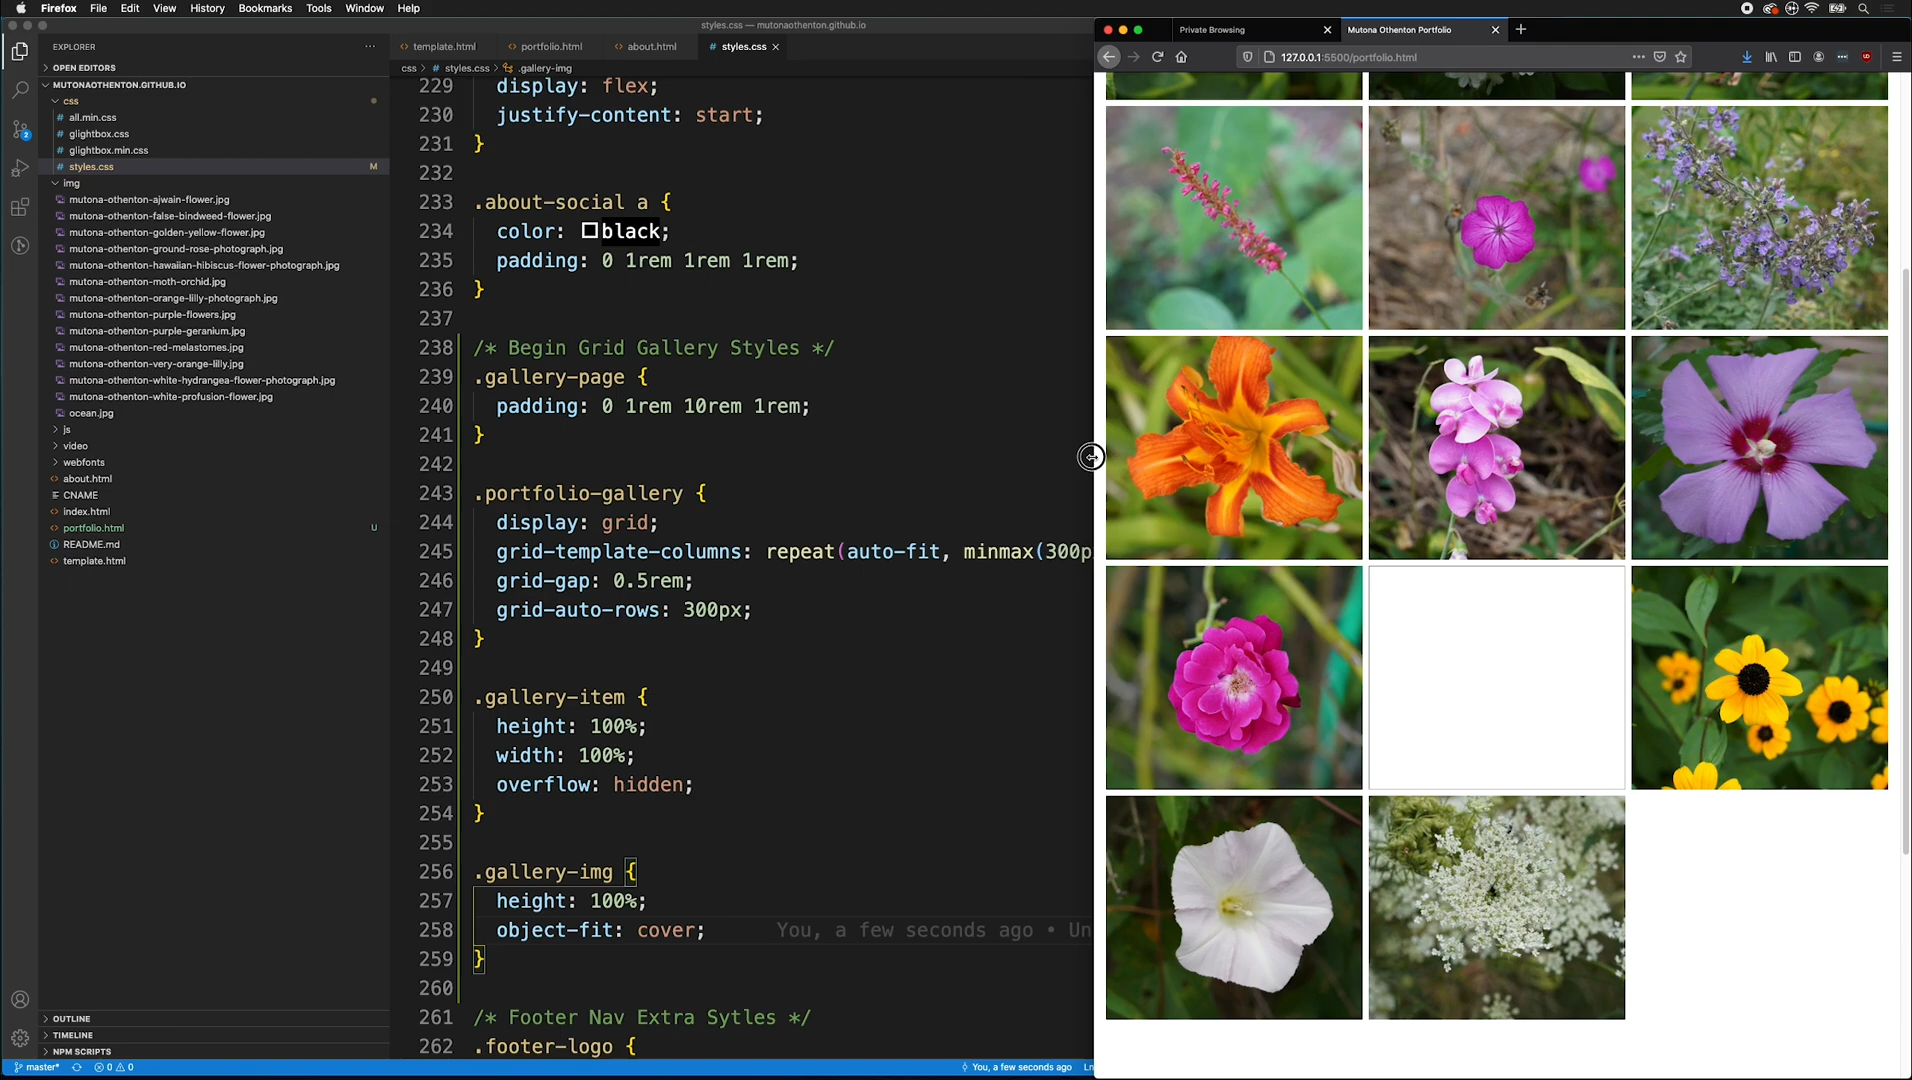 Firefox File Edit View History Bookmarks Tools Window Help
styles.css — mutonaothenton.github.io
EXPLORER
OPEN EDITORS
MUTONAOTHENTON.GITHUB.IO
css
all.min.css
glightbox.css
glightbox.min.css
styles.css M
img
mutona-othenton-ajwain-flower.jpg
mutona-othenton-false-bindweed-flower.jpg
mutona-othenton-golden-yellow-flower.jpg
mutona-othenton-ground-rose-photograph.jpg
mutona-othenton-hawaiian-hibiscus-flower-photograph.jpg
mutona-othenton-moth-orchid.jpg
mutona-othenton-orange-lilly-photograph.jpg
mutona-othenton-purple-flowers.jpg
mutona-othenton-purple-geranium.jpg
mutona-othenton-red-melastomes.jpg
mutona-othenton-very-orange-lilly.jpg
mutona-othenton-white-hydrangea-flower-photograph.jpg
mutona-othenton-white-profusion-flower.jpg
ocean.jpg
js
video
webfonts
about.html
CNAME
index.html
portfolio.html U
README.md
template.html
OUTLINE
TIMELINE
NPM SCRIPTS
2
template.html portfolio.html about.html styles.css
css > # styles.css > .gallery-img
229 display: flex;
230 justify-content: start;
231 }
232
233 .about-social a {
234 color: black;
235 padding: 0 1rem 1rem 1rem;
236 }
237
238 /* Begin Grid Gallery Styles */
239 .gallery-page {
240 padding: 0 1rem 10rem 1rem;
241 }
242
243 .portfolio-gallery {
244 display: grid;
245 grid-template-columns: repeat(auto-fit, minmax(300p
246 grid-gap: 0.5rem;
247 grid-auto-rows: 300px;
248 }
249
250 .gallery-item {
251 height: 100%;
252 width: 100%;
253 overflow: hidden;
254 }
255
256 .gallery-img {
257 height: 100%;
258 object-fit: cover; You, a few seconds ago • Un
259 }
260
261 /* Footer Nav Extra Sytles */
262 .footer-logo {
master* 0 0 You, a few seconds ago Ln
Private Browsing Mutona Othenton Portfolio
127.0.0.1:5500/portfolio.html